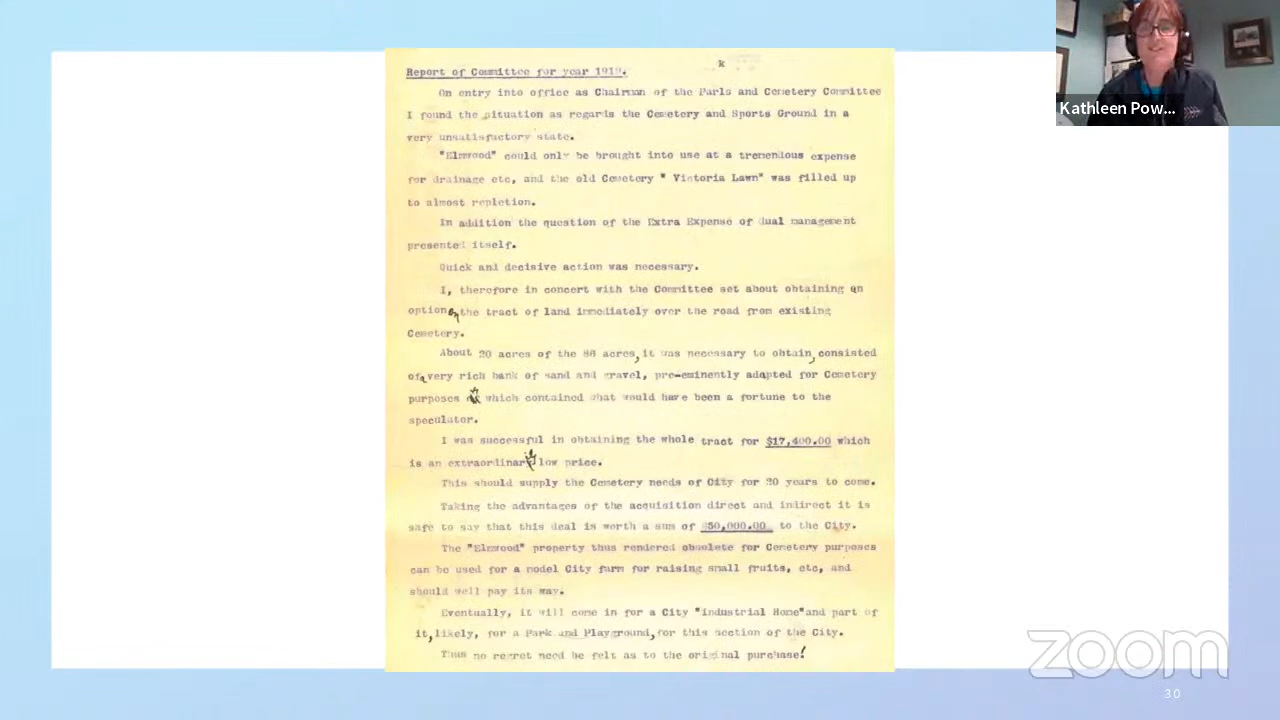 Report of Committee for year 1919.
k
On entry into office as Chairman of the Parls and Cemetery Committee
I found the situation as regards the Cemetery and Sports Ground in a
very unsatisfactory state.
"Elmwood" could only be brought into use at a tremendous expense
for drainage etc, and the old Cemetery " Victoria Lawn" was filled up
to almost repletion.
In addition the question of the Extra Expense of dual management
presented itself.
Quick and decisive action was necessary.
I, therefore in concert with the Committee set about obtaining an
option on the tract of land immediately over the road from existing
Cemetery.
About 20 acres of the 86 acres, it was necessary to obtain, consisted
of a very rich bank of sand and gravel, pre-eminently adapted for Cemetery
purposes which contained what would have been a fortune to the
speculator.
I was successful in obtaining the whole tract for $17,400.00 which
is an extraordinarily low price.
This should supply the Cemetery needs of City for 20 years to come.
Taking the advantages of the acquisition direct and indirect it is
safe to say that this deal is worth a sum of $50,000.00 to the City.
The "Elmwood" property thus rendered obsolete for Cemetery purposes
can be used for a model City farm for raising small fruits, etc, and
should well pay its way.
Eventually, it will come in for a City "industrial Home" and part of
it, likely, for a Park and Playground, for this section of the City.
Thus no regret need be felt as to the original purchase!
Kathleen Pow...
zoom
30